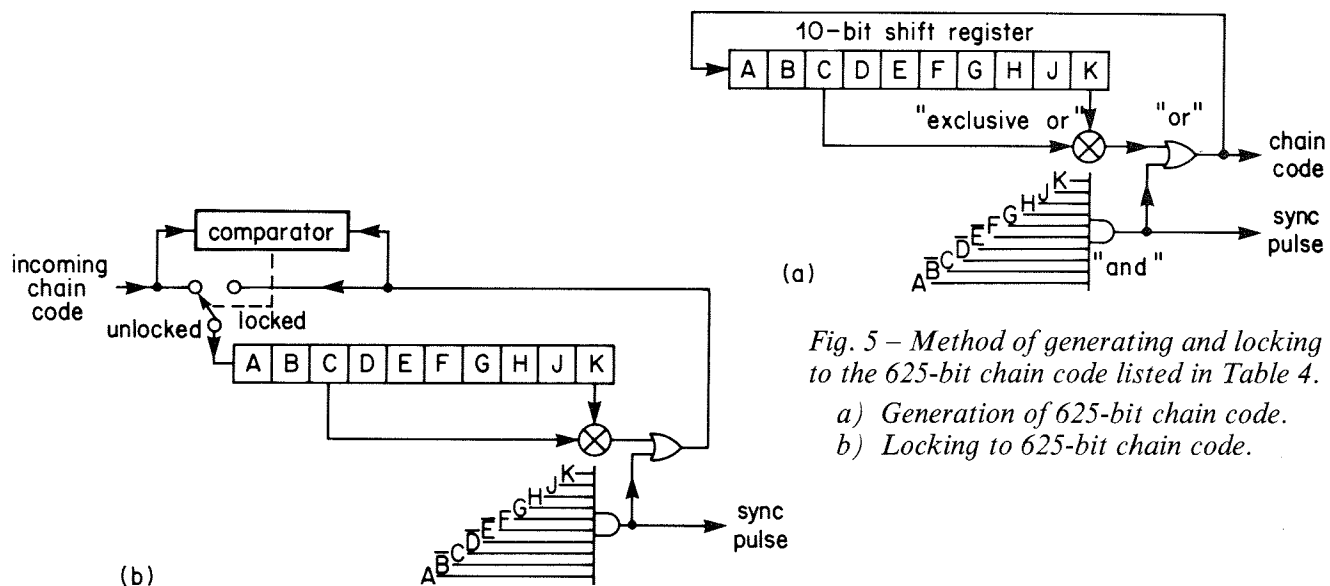 10-bit shift register
A B C D E F G H J K
"exclusive or"
"or"
chain
code
K
J
H
G
F
E̅
D̅
C
B̅
A
"and"
sync
pulse
(a)
comparator
incoming
chain
code
unlocked
locked
A B C D E F G H J K
K
J
H
G
F
E̅
D̅
C
B̅
A
sync
pulse
(b)
Fig. 5 – Method of generating and locking
to the 625-bit chain code listed in Table 4.
a) Generation of 625-bit chain code.
b) Locking to 625-bit chain code.